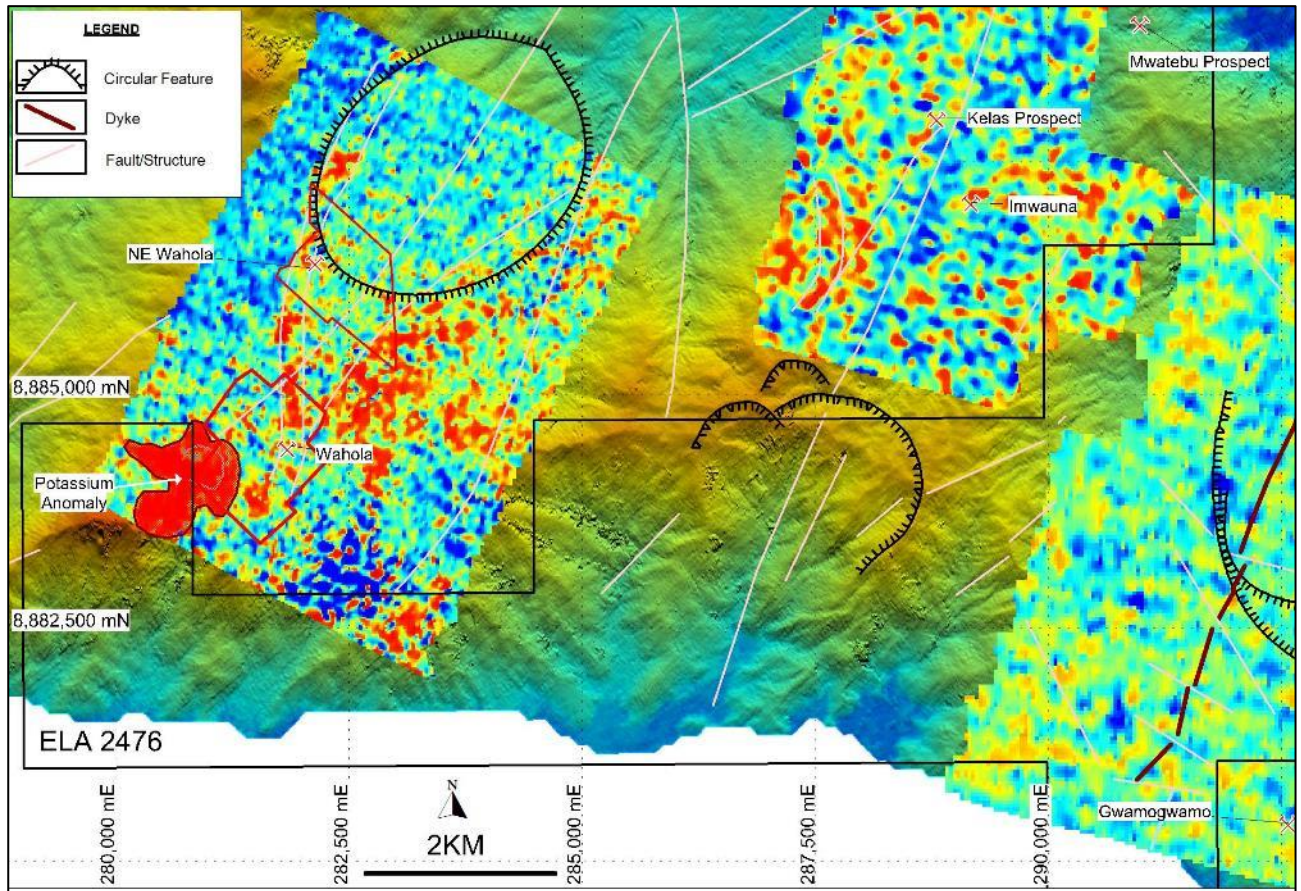 LEGEND
Circular Feature
Dyke
Fault/Structure
Mwatebu Prospect
Kelas Prospect
Imwauna
NE Wahola
8,885,000 mN
Wahola
Potassium
Anomaly
8,882,500 mN
ELA 2476
N
2KM
Gwamogwamo
280,000 mE
282,500 mE
285,000 mE
287,500 mE
290,000 mE